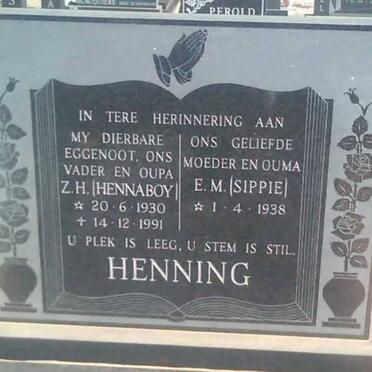 PEROLD
IN TERE HERINNERING AAN
MY DIERBARE
EGGENOOT, ONS
VADER EN OUPA
Z.H. (HENNABOY)
☆ 20-6-1930
✝ 14-12-1991
ONS GELIEFDE
MOEDER EN OUMA
E.M. (SIPPIE)
☆ 1-4-1938
U PLEK IS LEEG, U STEM IS STIL.
HENNING